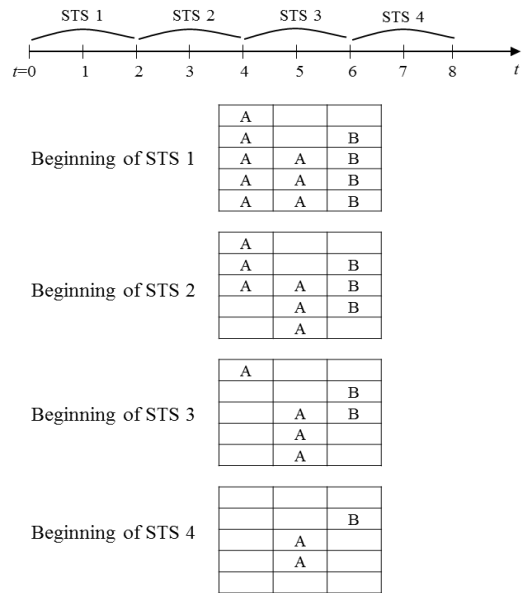 STS 1 STS 2 STS 3 STS 4
t=0 1 2 3 4 5 6 7 8 t
Beginning of STS 1
A
A B
A A B
A A B
A A B
Beginning of STS 2
A
A B
A A B
A B
A
Beginning of STS 3
A
B
A B
A
A
Beginning of STS 4
B
A
A